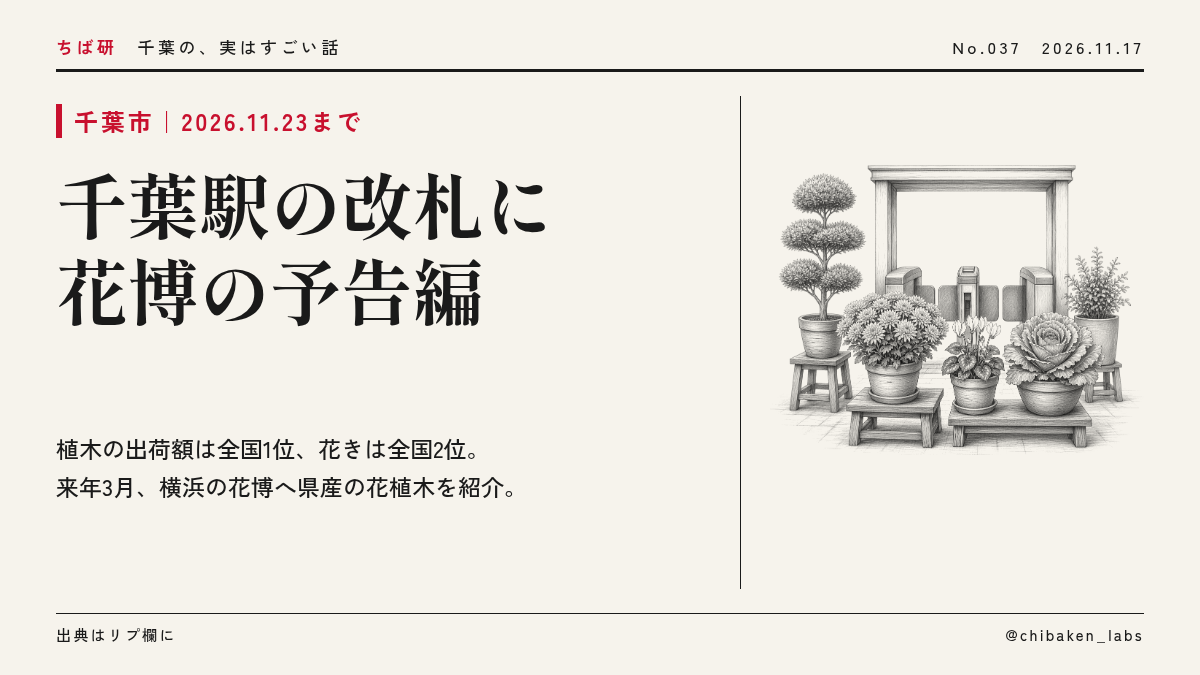 ちば研 千葉の、実はすごい話
No.037 2026.11.17
千葉市｜2026.11.23まで
千葉駅の改札に
花博の予告編
植木の出荷額は全国1位、花きは全国2位。
来年3月、横浜の花博へ県産の花植木を紹介。
出典はリプ欄に
@chibaken_labs